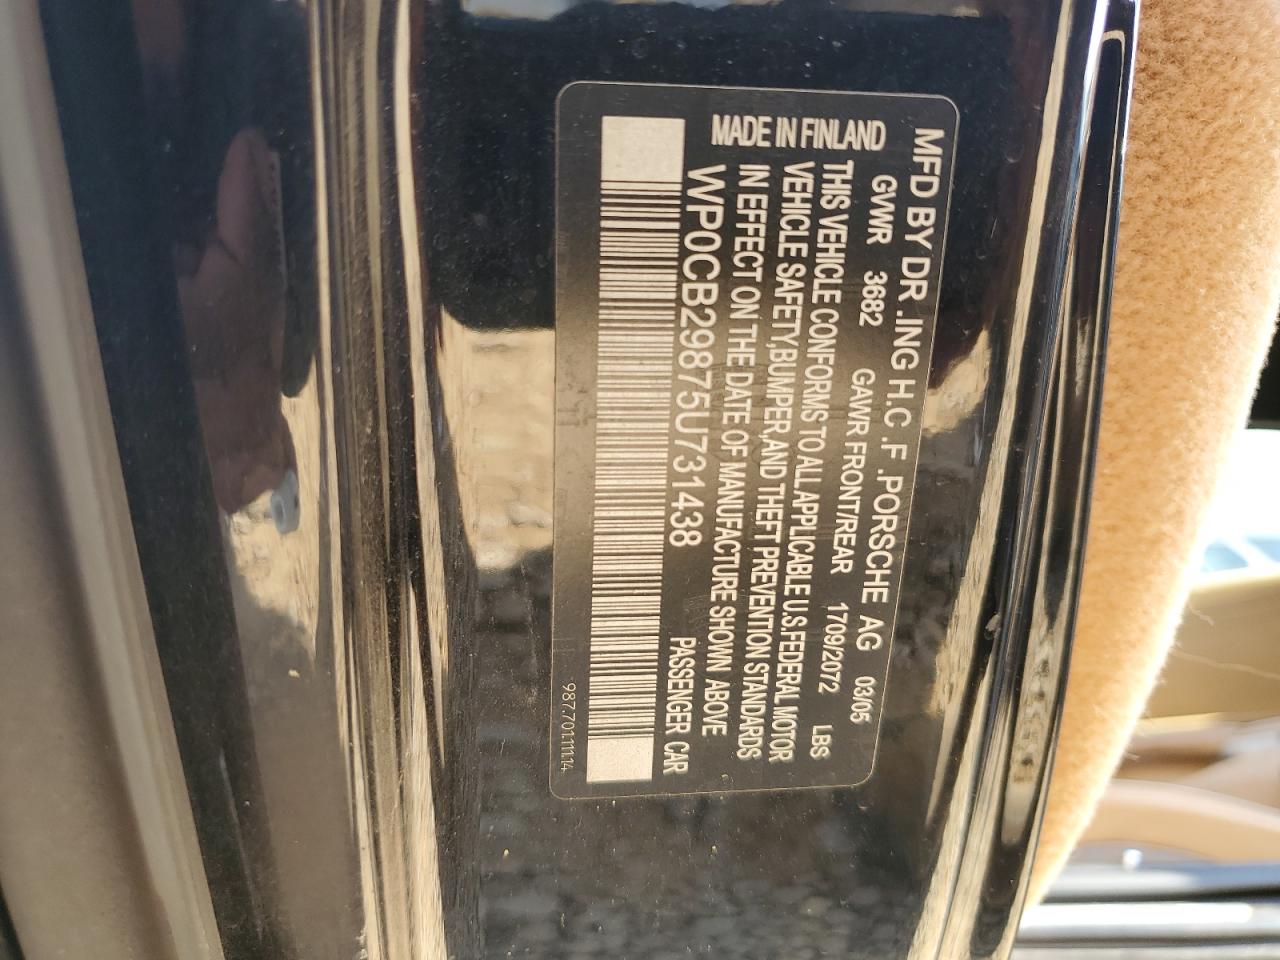 MFD BY DR .ING H.C .F .PORSCHE AG 03/05
GVWR 3682 GAWR FRONT/REAR 1709/2072 LBS
MADE IN FINLAND
THIS VEHICLE CONFORMS TO ALL APPLICABLE U.S.FEDERAL MOTOR
VEHICLE SAFETY,BUMPER,AND THEFT PREVENTION STANDARDS
IN EFFECT ON THE DATE OF MANUFACTURE SHOWN ABOVE
WP0CB29875U731438 PASSENGER CAR
987.701.111.14